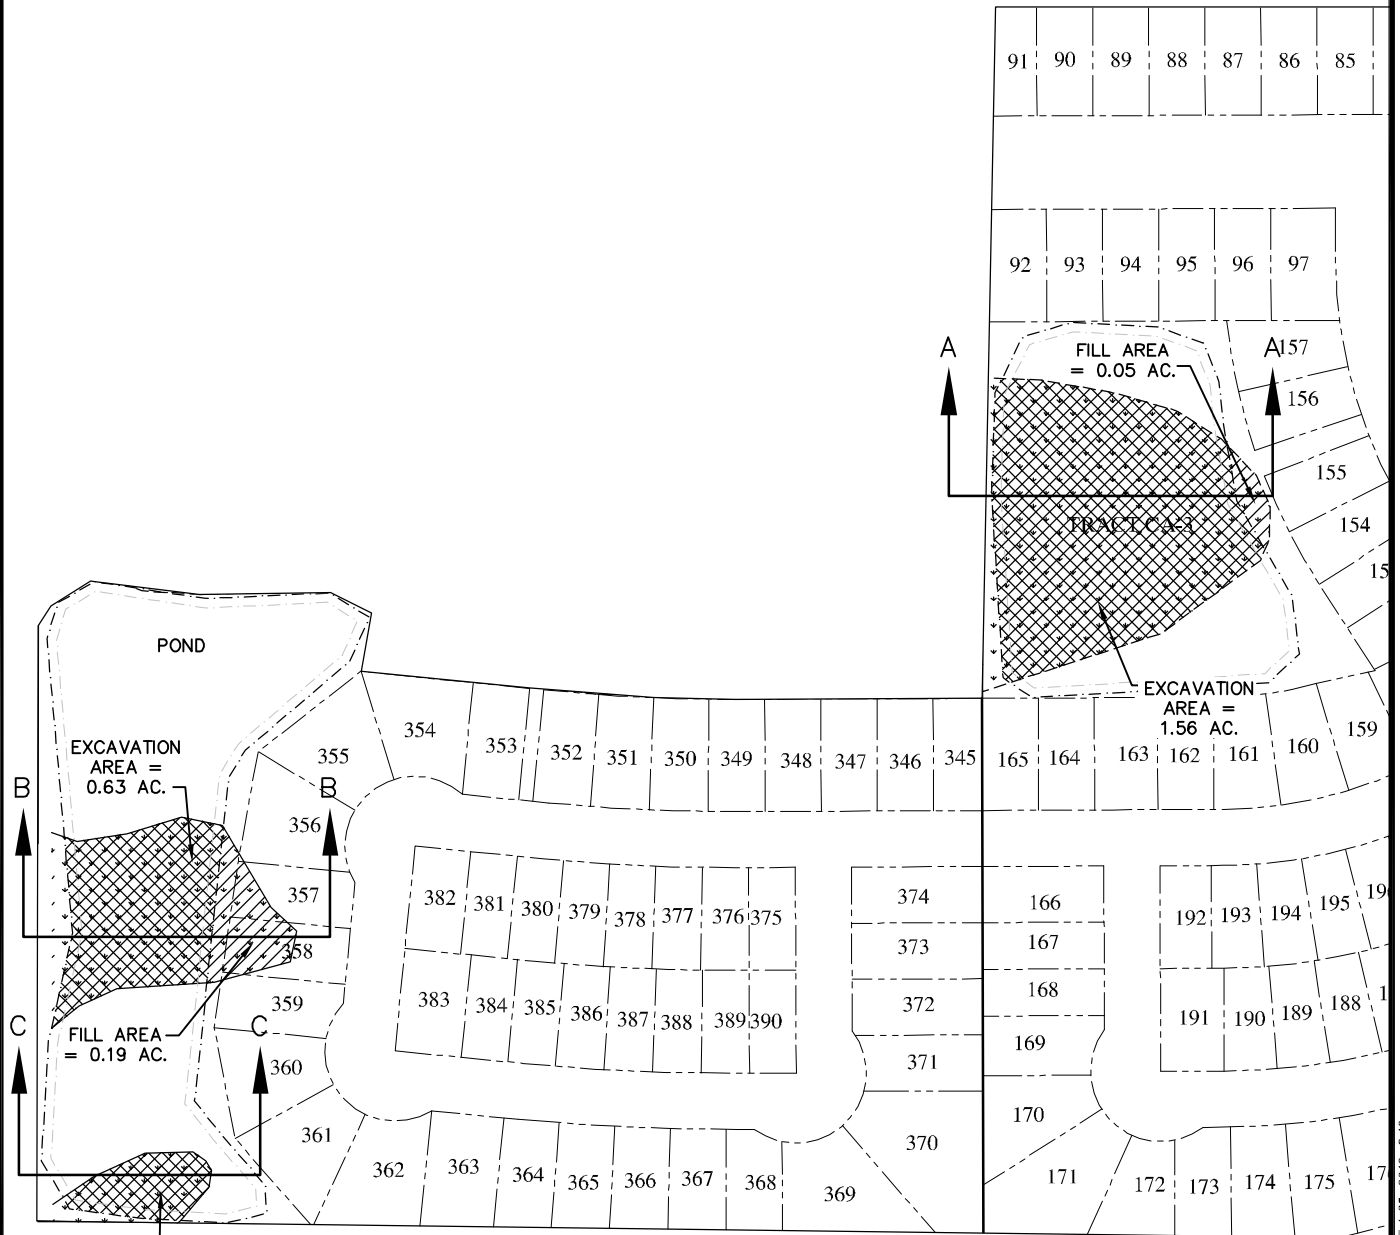 91 90 89 88 87 86 85
92 93 94 95 96 97
A
A
157
FILL AREA
= 0.05 AC.
156
155
154
TRACT CA-3
POND
EXCAVATION
AREA =
1.56 AC.
354 353 352 351 350 349 348 347 346 345 165 164 163 162 161 160 159
355
EXCAVATION
AREA =
0.63 AC.
B
B
356
357
358
359
360
361
382 381 380 379 378 377 376 375
374
373
372
371
370
166
167
168
169
170
171
192 193 194 195
383 384 385 386 387 388 389 390
191 190 189 188
C
C
FILL AREA
= 0.19 AC.
362 363 364 365 366 367 368 369
172 173 174 175